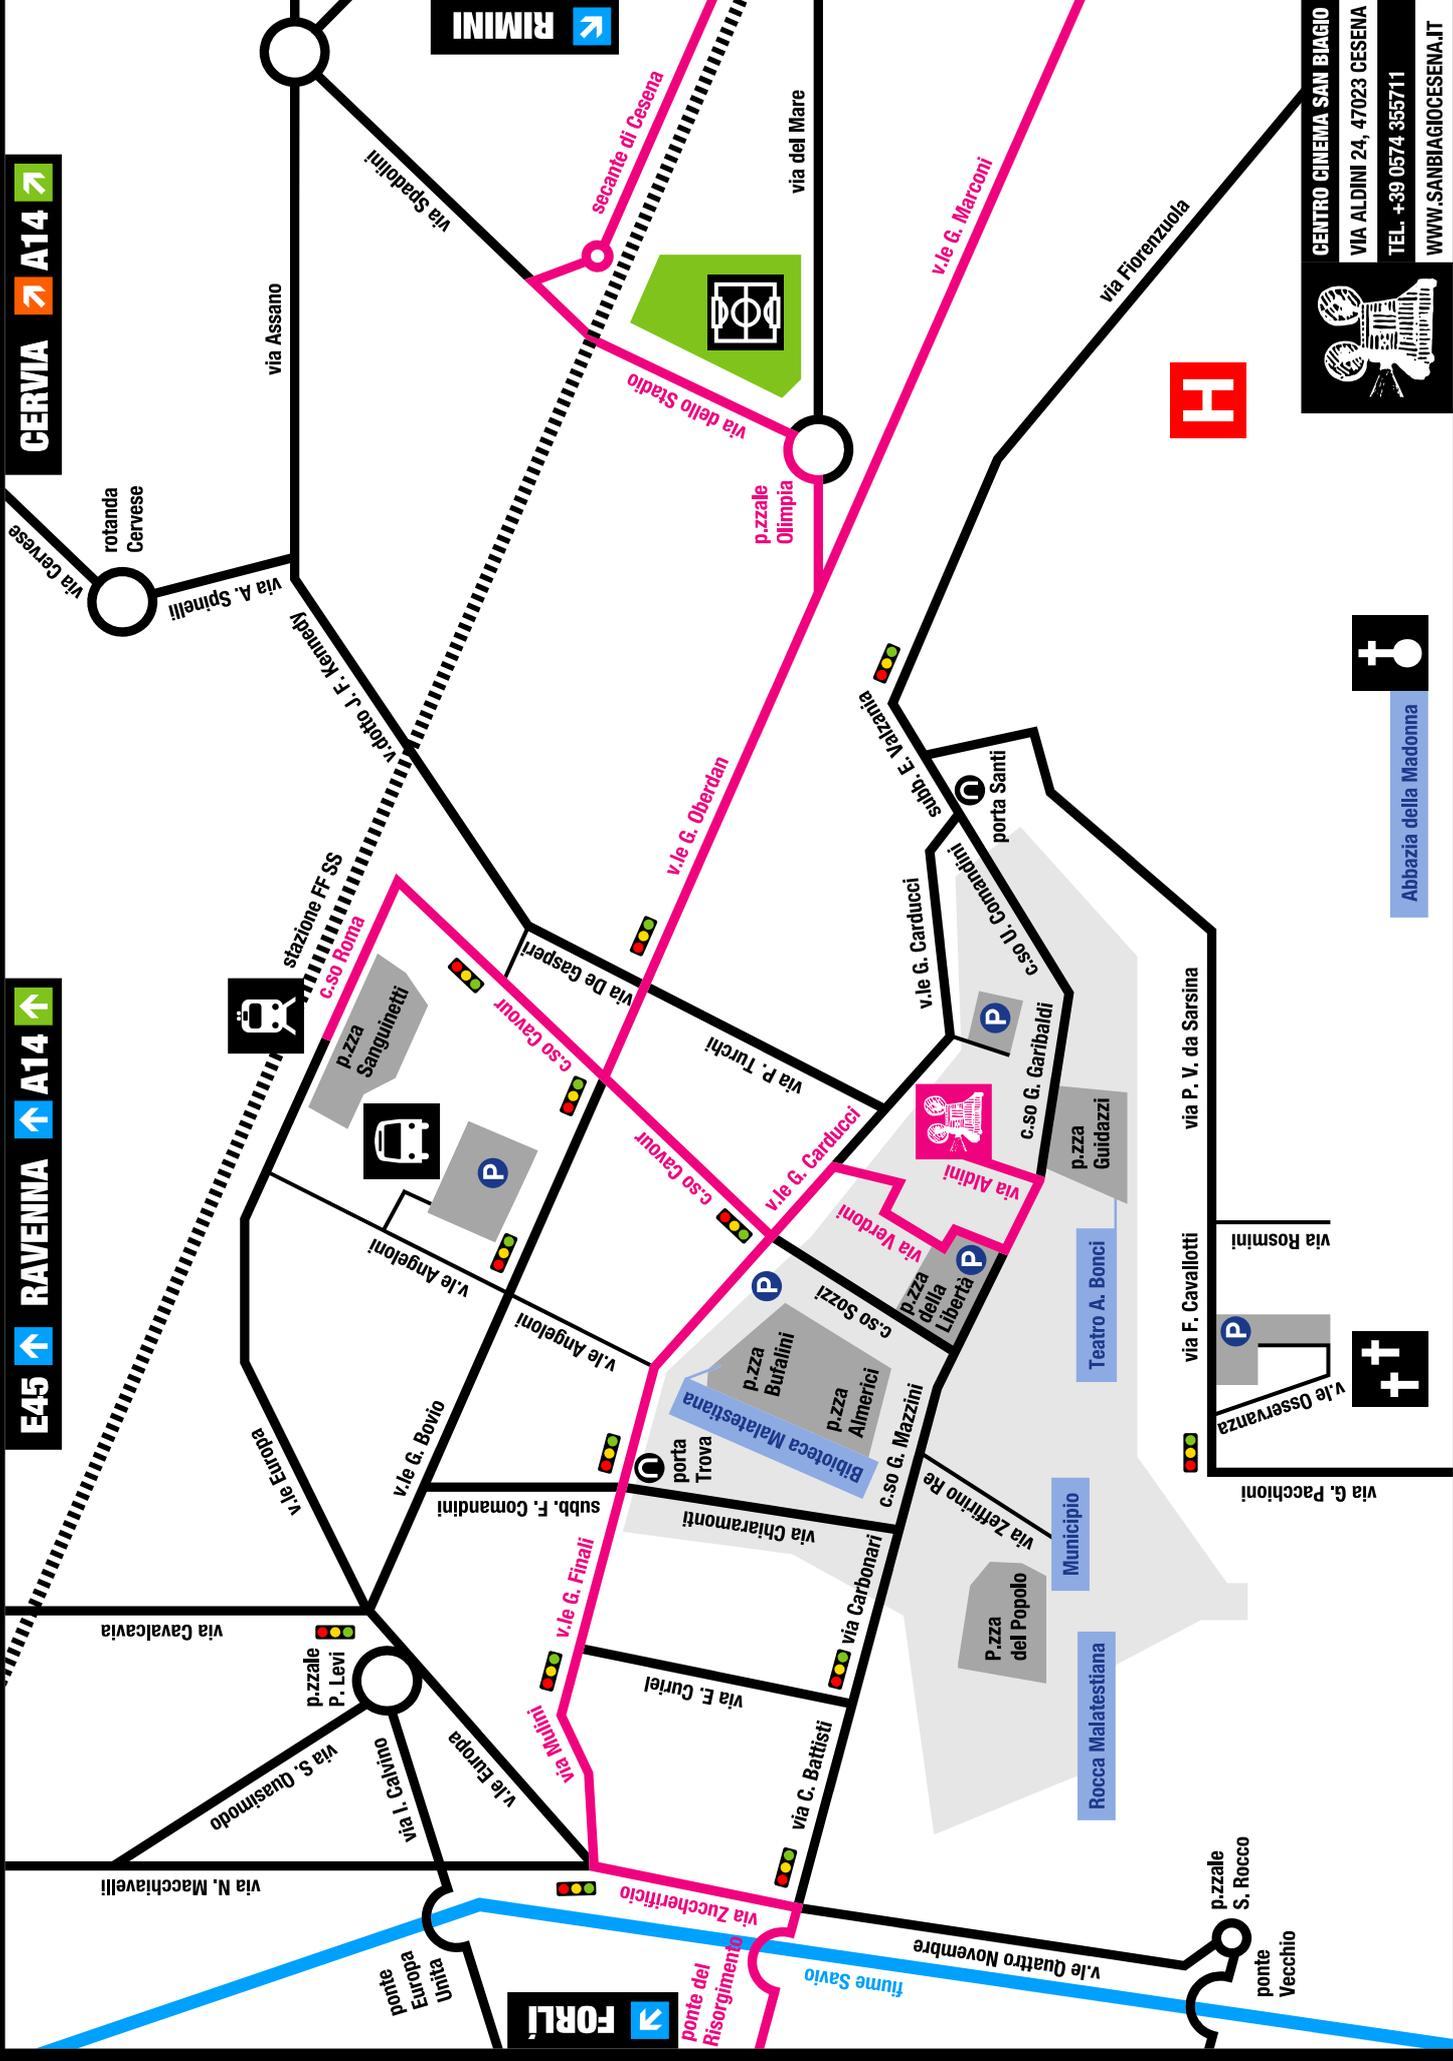 FORLÍ
E45
RAVENNA
A14
CERVIA
A14
RIMINI
via Cervese
rotanda
Cervese
via A. Spinelli
via Assano
via Spadolini
secante di Cesena
via del Mare
v.le G. Marconi
via Fiorenzuola
via dello Stadio
p.zzale
Olimpia
v.dotto J. F. Kennedy
stazione FF SS
c.so Roma
p.zza
Sanguinetti
c.so Cavour
via De Gasperi
v.le G. Oberdan
via P. Turchi
c.so Cavour
v.le G. Carducci
v.le G. Carducci
subb. E. Valzania
porta Santi
c.so U. Comandini
c.so G. Garibaldi
P
p.zza
Guidazzi
via Aldini
via Verdoni
p.zza
della
Libertà
P
c.so Sozzi
P
p.zza
Bufalini
p.zza
Almerici
Biblioteca Malatestiana
c.so G. Mazzini
porta
Trova
via Chiaramonti
subb. F. Comandini
v.le G. Bovio
v.le Angeloni
v.le Angeloni
P
v.le Europa
via Cavalcavia
p.zzale
P. Levi
via S. Quasimodo
via I. Calvino
v.le Europa
via N. Macchiavelli
ponte
Europa
Unita
via Mulini
v.le G. Finali
via E. Curiel
via Carbonari
via C. Battisti
via Zuccherificio
ponte del
Risorgimento
fiume Savio
v.le Quattro Novembre
p.zzale
S. Rocco
ponte
Vecchio
via Zeffirino Re
P.zza
del Popolo
Municipio
Rocca Malatestiana
Teatro A. Bonci
via G. Pacchioni
via F. Cavallotti
via P. V. da Sarsina
v.le Osservanza
P
via Rosmini
Abbazia della Madonna
H
CENTRO CINEMA SAN BIAGIO
VIA ALDINI 24, 47023 CESENA
TEL. +39 0574 355711
WWW.SANBIAGIOCESENA.IT